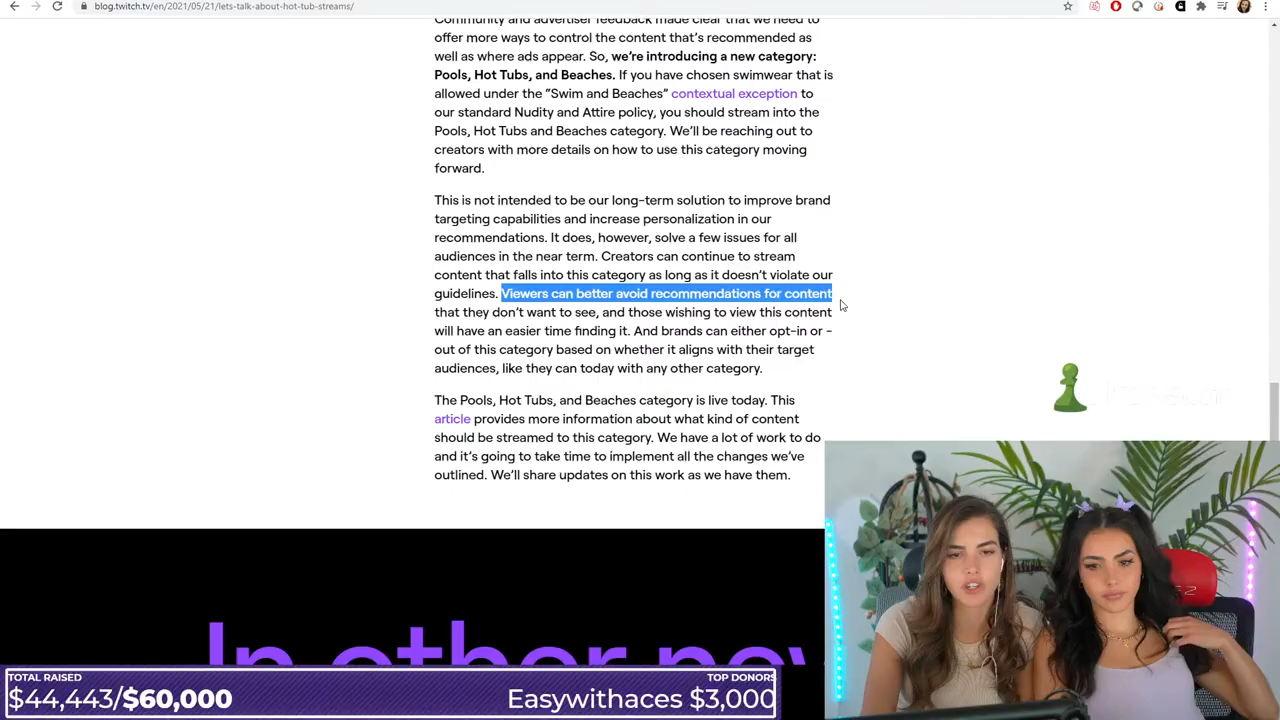 blog.twitch.tv/en/2021/05/21/lets-talk-about-hot-tub-streams/
Community and advertiser feedback made clear that we need to
offer more ways to control the content that's recommended as
well as where ads appear. So, we're introducing a new category:
Pools, Hot Tubs, and Beaches. If you have chosen swimwear that is
allowed under the "Swim and Beaches" contextual exception to
our standard Nudity and Attire policy, you should stream into the
Pools, Hot Tubs and Beaches category. We'll be reaching out to
creators with more details on how to use this category moving
forward.
This is not intended to be our long-term solution to improve brand
targeting capabilities and increase personalization in our
recommendations. It does, however, solve a few issues for all
audiences in the near term. Creators can continue to stream
content that falls into this category as long as it doesn't violate our
guidelines. Viewers can better avoid recommendations for content
that they don't want to see, and those wishing to view this content
will have an easier time finding it. And brands can either opt-in or -
out of this category based on whether it aligns with their target
audiences, like they can today with any other category.
The Pools, Hot Tubs, and Beaches category is live today. This
article provides more information about what kind of content
should be streamed to this category. We have a lot of work to do
and it's going to take time to implement all the changes we've
outlined. We'll share updates on this work as we have them.
In other
TOTAL RAISED
$44,443/$60,000
TOP DONORS
Easywithaces $3,000